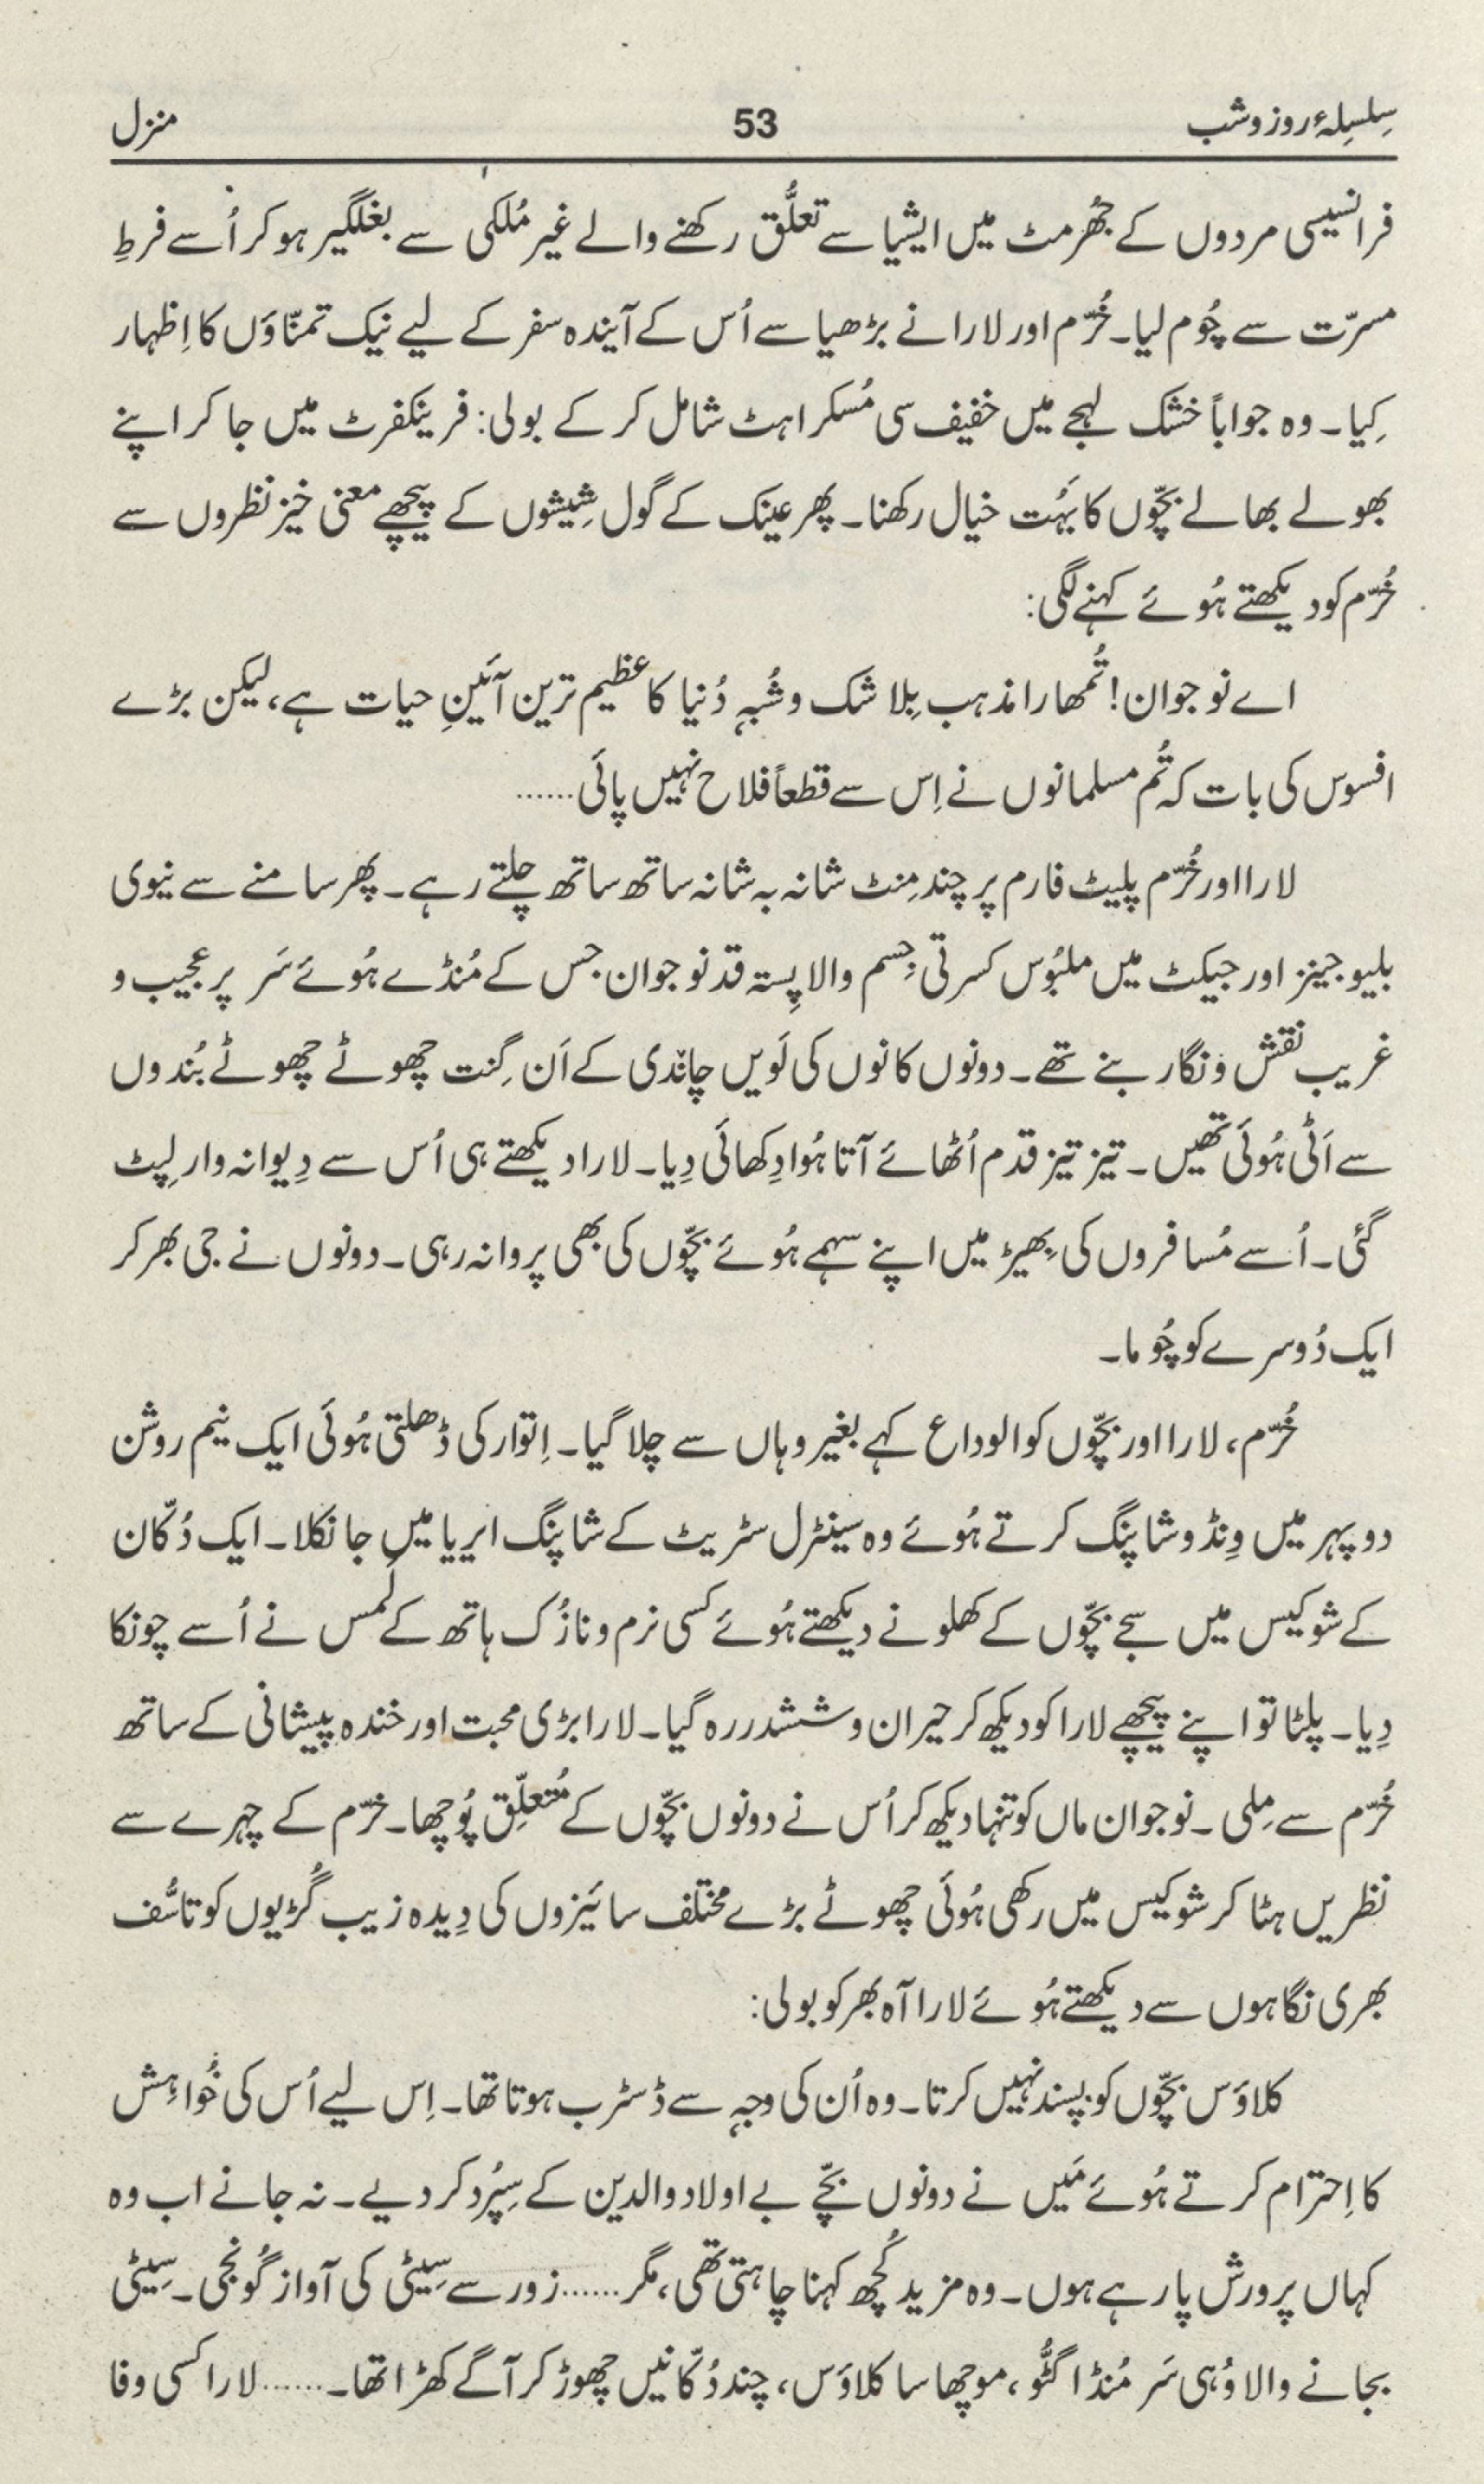 سِلسِلۂ روز و شب
53
منزل
فرانسیسی مردوں کے جُھرمٹ میں ایشیا سے تعلُّق رکھنے والے غیر مُلکی سے بغلگیر ہو کر اُسے فرطِ
مسرّت سے چُوم لیا۔ خُرّم اور لارا نے بڑھیا سے اُس کے آیندہ سفر کے لیے نیک تمنّاؤں کا اِظہار
کِیا۔ وہ جواباً خشک لہجے میں خفیف سی مُسکراہٹ شامل کر کے بولی: فرینکفرٹ میں جا کر اپنے
بھولے بھالے بچّوں کا بہُت خیال رکھنا۔ پھر عینک کے گول شِیشوں کے پیچھے معنی خیز نظروں سے
خُرّم کو دیکھتے ہُوئے کہنے لگی:
اے نوجوان! تُمھارا مذہب بِلا شک و شُبہٖ دُنیا کا عظیم ترین آئینِ حیات ہے، لیکن بڑے
افسوس کی بات کہ تُم مسلمانوں نے اِس سے قطعاً فلاح نہیں پائی......
لارا اور خُرّم پلیٹ فارم پر چند مِنٹ شانہ بہ شانہ ساتھ ساتھ چلتے رہے۔ پھر سامنے سے نیوی
بلیو جینز اور جیکٹ میں ملبُوس کسرتی جِسم والا پِستہ قد نوجوان جس کے مُنڈے ہُوئے سَر پر عجیب و
غریب نقش و نگار بنے تھے۔ دونوں کانوں کی لَویں چاندی کے اَن گِنت چھوٹے چھوٹے بُندوں
سے اَٹی ہُوئی تھیں۔ تیز تیز قدم اُٹھائے آتا ہُوا دِکھائی دِیا۔ لارا دیکھتے ہی اُس سے دِیوانہ وار لِپٹ
گئی۔ اُسے مُسافروں کی بِھیڑ میں اپنے سہمے ہُوئے بچّوں کی بھی پروا نہ رہی۔ دونوں نے جی بھر کر
ایک دُوسرے کو چُوما۔
خُرّم، لارا اور بچّوں کو الوداع کہے بغیر وہاں سے چلا گیا۔ اِتوار کی ڈھلتی ہُوئی ایک نیم روشن
دوپہر میں وِنڈو شاپنگ کرتے ہُوئے وہ سینٹرل سٹریٹ کے شاپنگ ایریا میں جا نکلا۔ ایک دُکّان
کے شوکیس میں سجے بچّوں کے کھلونے دیکھتے ہُوئے کسی نرم و نازُک ہاتھ کے لَمس نے اُسے چونکا
دِیا۔ پلٹا تو اپنے پیچھے لارا کو دیکھ کر حیران و ششدر رہ گیا۔ لارا بڑی محبت اور خندہ پیشانی کے ساتھ
خُرّم سے مِلی۔ نوجوان ماں کو تنہا دیکھ کر اُس نے دونوں بچّوں کے مُتعلّق پُوچھا۔ خرّم کے چہرے سے
نظریں ہٹا کر شوکیس میں رکھی ہُوئی چھوٹے بڑے مختلف سائیزوں کی دِیدہ زیب گُڑیوں کو تاسُّف
بھری نگاہوں سے دیکھتے ہُوئے لارا آہ بھر کو بولی:
کلاؤس بچّوں کو پسند نہیں کرتا۔ وہ اُن کی وجہٖ سے ڈسٹرب ہوتا تھا۔ اِس لیے اُس کی خُواہِش
کا اِحترام کرتے ہُوئے مَیں نے دونوں بچّے بے اولاد والدین کے سِپُرد کر دیے۔ نہ جانے اب وہ
کہاں پرورش پا رہے ہوں۔ وہ مزید کُچھ کہنا چاہتی تھی، مگر......زور سے سِیٹی کی آواز گُونجی۔ سِیٹی
بجانے والا وُہی سَر مُنڈا گٹُّو، موچھا سا کلاؤس، چند دُکّانیں چھوڑ کر آگے کھڑا تھا۔......لارا کسی وفا